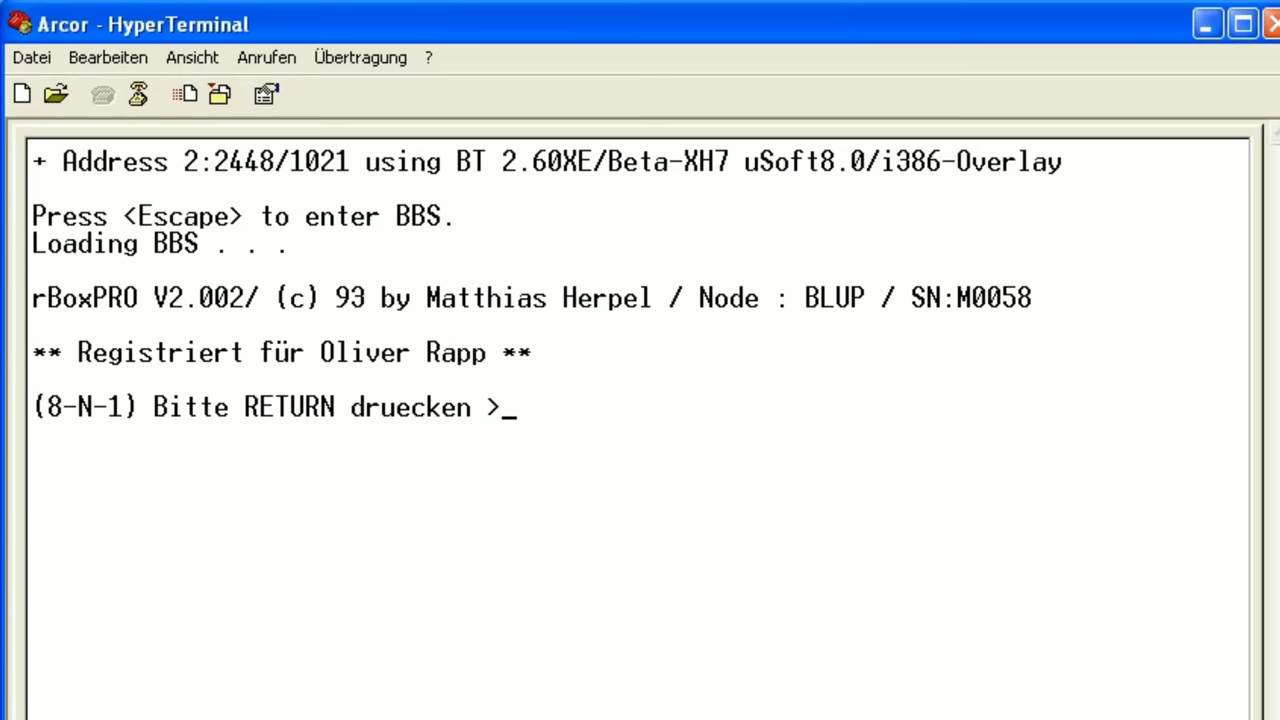 Arcor - HyperTerminal
Datei Bearbeiten Ansicht Anrufen Übertragung ?
+ Address 2:2448/1021 using BT 2.60XE/Beta-XH7 uSoft8.0/i386-Overlay
Press <Escape> to enter BBS.
Loading BBS . . .
rBoxPRO V2.002/ (c) 93 by Matthias Herpel / Node : BLUP / SN:M0058
** Registriert für Oliver Rapp **
(8-N-1) Bitte RETURN druecken >_